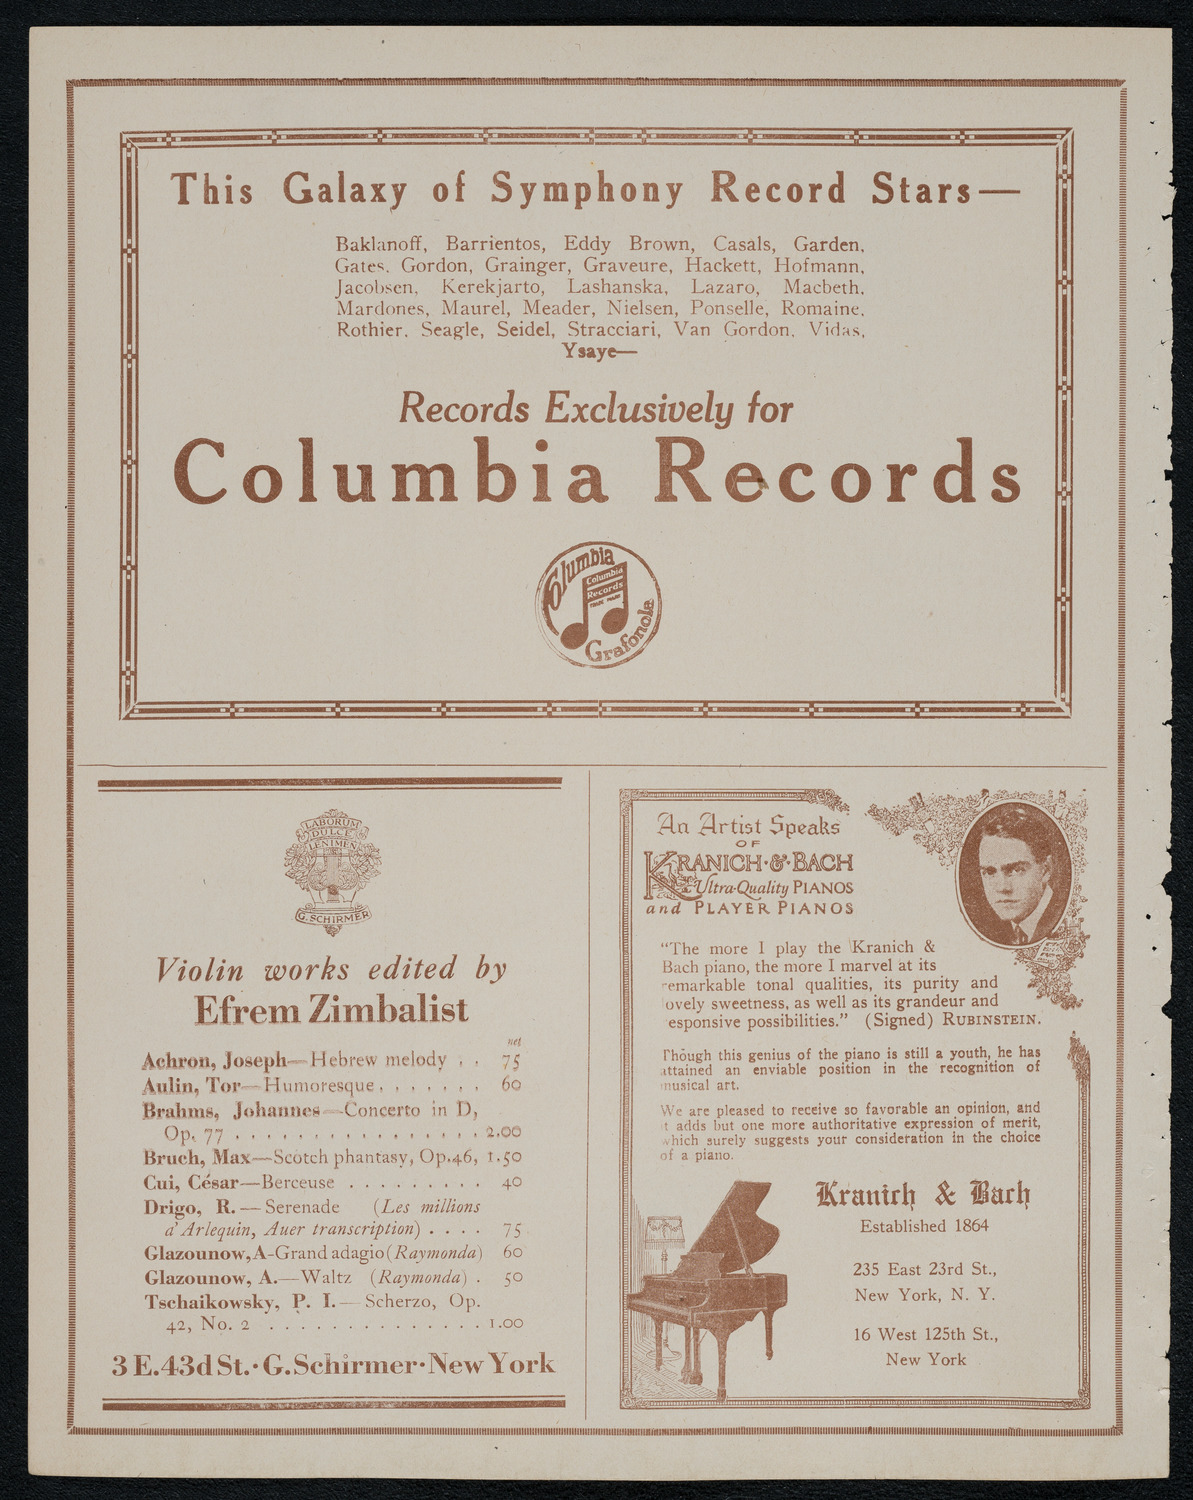 This Galaxy of Symphony Record Stars—
Baklanoff, Barrientos, Eddy Brown, Casals, Garden,
Gates, Gordon, Grainger, Graveure, Hackett, Hofmann,
Jacobsen, Kerekjarto, Lashanska, Lazaro, Macbeth,
Mardones, Maurel, Meader, Nielsen, Ponselle, Romaine,
Rothier, Seagle, Seidel, Stracciari, Van Gordon, Vidas,
Ysaye—
Records Exclusively for
Columbia Records
Columbia
Columbia
Records
TRADE MARK
Grafonola
LABORUM
DULCE
LENIMEN
G. SCHIRMER
Violin works edited by
Efrem Zimbalist
net
Achron, Joseph—Hebrew melody . . 75
Aulin, Tor—Humoresque. . . . . . . 60
Brahms, Johannes—Concerto in D,
Op. 77 . . . . . . . . . . . . . . . . . 2.00
Bruch, Max—Scotch phantasy, Op.46, 1.50
Cui, César—Berceuse . . . . . . . . . 40
Drigo, R.—Serenade (Les millions
d'Arlequin, Auer transcription) . . . . 75
Glazounow, A-Grand adagio (Raymonda) 60
Glazounow, A.—Waltz (Raymonda) . 50
Tschaikowsky, P. I.—Scherzo, Op.
42, No. 2 . . . . . . . . . . . . . . 1.00
3 E. 43d St. · G. Schirmer · New York
An Artist Speaks
OF
KRANICH·&·BACH
Ultra-Quality PIANOS
and PLAYER PIANOS
"The more I play the Kranich &
Bach piano, the more I marvel at its
remarkable tonal qualities, its purity and
lovely sweetness, as well as its grandeur and
esponsive possibilities." (Signed) RUBINSTEIN.
Though this genius of the piano is still a youth, he has
attained an enviable position in the recognition of
musical art.
We are pleased to receive so favorable an opinion, and
t adds but one more authoritative expression of merit,
which surely suggests your consideration in the choice
of a piano.
Kranich & Bach
Established 1864
235 East 23rd St.,
New York, N. Y.
16 West 125th St.,
New York